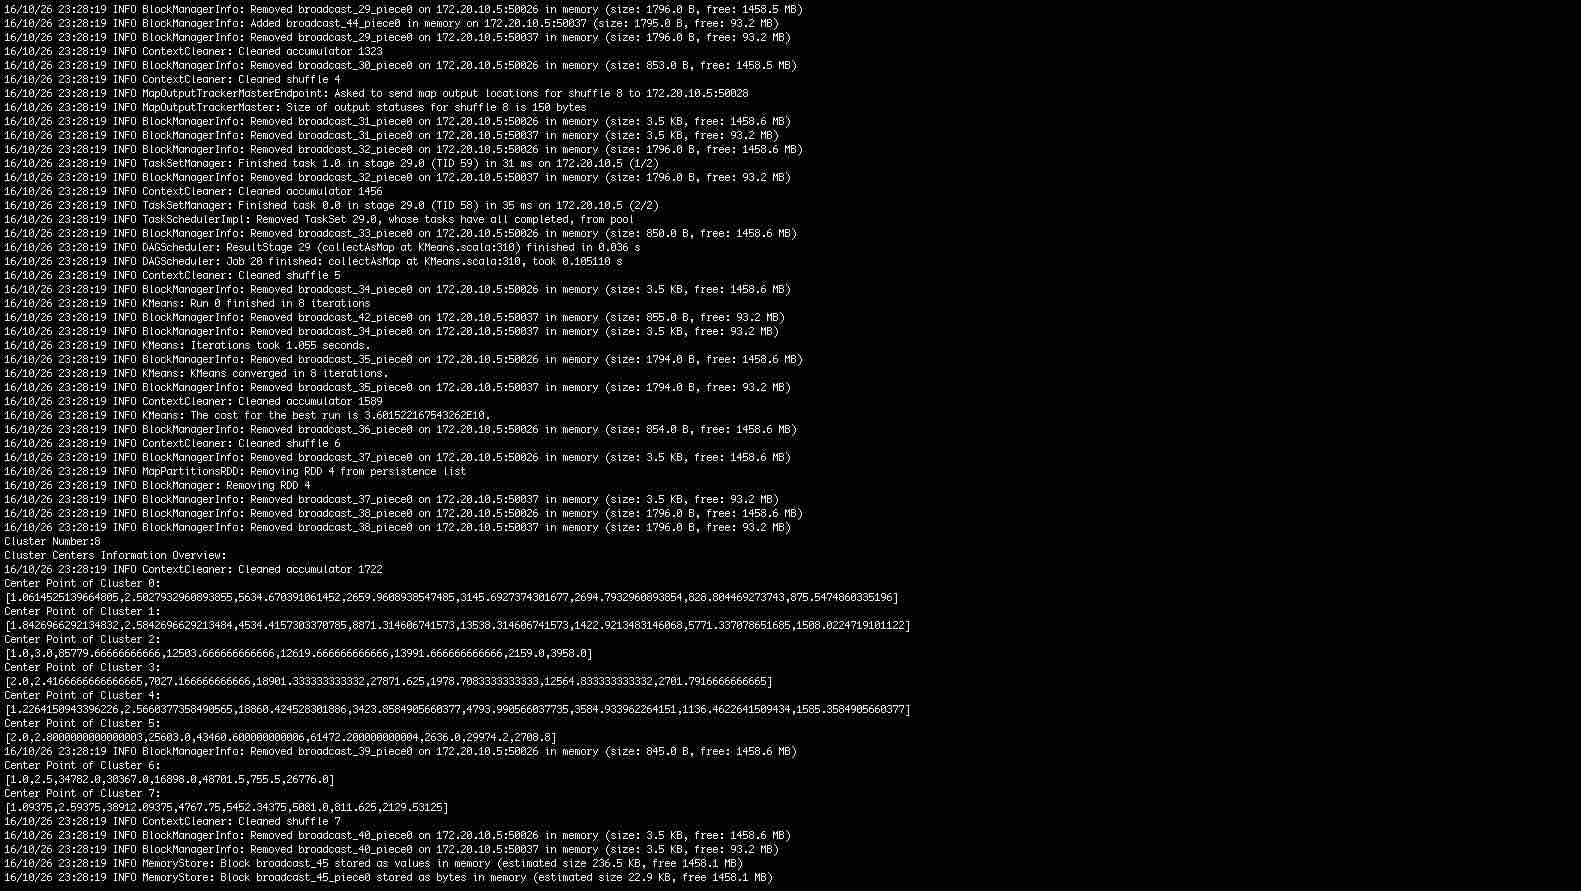 16/10/26 23:28:19 INFO BlockManagerInfo: Removed broadcast_29_piece0 on 172.20.10.5:50026 in memory (size: 1796.0 B, free: 1458.5 MB)
16/10/26 23:28:19 INFO BlockManagerInfo: Added broadcast_44_piece0 in memory on 172.20.10.5:50037 (size: 1795.0 B, free: 93.2 MB)
16/10/26 23:28:19 INFO BlockManagerInfo: Removed broadcast_29_piece0 on 172.20.10.5:50037 in memory (size: 1796.0 B, free: 93.2 MB)
16/10/26 23:28:19 INFO ContextCleaner: Cleaned accumulator 1323
16/10/26 23:28:19 INFO BlockManagerInfo: Removed broadcast_30_piece0 on 172.20.10.5:50026 in memory (size: 853.0 B, free: 1458.5 MB)
16/10/26 23:28:19 INFO ContextCleaner: Cleaned shuffle 4
16/10/26 23:28:19 INFO MapOutputTrackerMasterEndpoint: Asked to send map output locations for shuffle 8 to 172.20.10.5:50028
16/10/26 23:28:19 INFO MapOutputTrackerMaster: Size of output statuses for shuffle 8 is 150 bytes
16/10/26 23:28:19 INFO BlockManagerInfo: Removed broadcast_31_piece0 on 172.20.10.5:50026 in memory (size: 3.5 KB, free: 1458.6 MB)
16/10/26 23:28:19 INFO BlockManagerInfo: Removed broadcast_31_piece0 on 172.20.10.5:50037 in memory (size: 3.5 KB, free: 93.2 MB)
16/10/26 23:28:19 INFO BlockManagerInfo: Removed broadcast_32_piece0 on 172.20.10.5:50026 in memory (size: 1796.0 B, free: 1458.6 MB)
16/10/26 23:28:19 INFO TaskSetManager: Finished task 1.0 in stage 29.0 (TID 59) in 31 ms on 172.20.10.5 (1/2)
16/10/26 23:28:19 INFO BlockManagerInfo: Removed broadcast_32_piece0 on 172.20.10.5:50037 in memory (size: 1796.0 B, free: 93.2 MB)
16/10/26 23:28:19 INFO ContextCleaner: Cleaned accumulator 1456
16/10/26 23:28:19 INFO TaskSetManager: Finished task 0.0 in stage 29.0 (TID 58) in 35 ms on 172.20.10.5 (2/2)
16/10/26 23:28:19 INFO TaskSchedulerImpl: Removed TaskSet 29.0, whose tasks have all completed, from pool
16/10/26 23:28:19 INFO BlockManagerInfo: Removed broadcast_33_piece0 on 172.20.10.5:50026 in memory (size: 850.0 B, free: 1458.6 MB)
16/10/26 23:28:19 INFO DAGScheduler: ResultStage 29 (collectAsMap at KMeans.scala:310) finished in 0.036 s
16/10/26 23:28:19 INFO DAGScheduler: Job 20 finished: collectAsMap at KMeans.scala:310, took 0.105110 s
16/10/26 23:28:19 INFO ContextCleaner: Cleaned shuffle 5
16/10/26 23:28:19 INFO BlockManagerInfo: Removed broadcast_34_piece0 on 172.20.10.5:50026 in memory (size: 3.5 KB, free: 1458.6 MB)
16/10/26 23:28:19 INFO KMeans: Run 0 finished in 8 iterations
16/10/26 23:28:19 INFO BlockManagerInfo: Removed broadcast_42_piece0 on 172.20.10.5:50037 in memory (size: 855.0 B, free: 93.2 MB)
16/10/26 23:28:19 INFO BlockManagerInfo: Removed broadcast_34_piece0 on 172.20.10.5:50037 in memory (size: 3.5 KB, free: 93.2 MB)
16/10/26 23:28:19 INFO KMeans: Iterations took 1.055 seconds.
16/10/26 23:28:19 INFO BlockManagerInfo: Removed broadcast_35_piece0 on 172.20.10.5:50026 in memory (size: 1794.0 B, free: 1458.6 MB)
16/10/26 23:28:19 INFO KMeans: KMeans converged in 8 iterations.
16/10/26 23:28:19 INFO BlockManagerInfo: Removed broadcast_35_piece0 on 172.20.10.5:50037 in memory (size: 1794.0 B, free: 93.2 MB)
16/10/26 23:28:19 INFO ContextCleaner: Cleaned accumulator 1589
16/10/26 23:28:19 INFO KMeans: The cost for the best run is 3.601522167543262E10.
16/10/26 23:28:19 INFO BlockManagerInfo: Removed broadcast_36_piece0 on 172.20.10.5:50026 in memory (size: 854.0 B, free: 1458.6 MB)
16/10/26 23:28:19 INFO ContextCleaner: Cleaned shuffle 6
16/10/26 23:28:19 INFO BlockManagerInfo: Removed broadcast_37_piece0 on 172.20.10.5:50026 in memory (size: 3.5 KB, free: 1458.6 MB)
16/10/26 23:28:19 INFO MapPartitionsRDD: Removing RDD 4 from persistence list
16/10/26 23:28:19 INFO BlockManager: Removing RDD 4
16/10/26 23:28:19 INFO BlockManagerInfo: Removed broadcast_37_piece0 on 172.20.10.5:50037 in memory (size: 3.5 KB, free: 93.2 MB)
16/10/26 23:28:19 INFO BlockManagerInfo: Removed broadcast_38_piece0 on 172.20.10.5:50026 in memory (size: 1796.0 B, free: 1458.6 MB)
16/10/26 23:28:19 INFO BlockManagerInfo: Removed broadcast_38_piece0 on 172.20.10.5:50037 in memory (size: 1796.0 B, free: 93.2 MB)
Cluster Number:8
Cluster Centers Information Overview:
16/10/26 23:28:19 INFO ContextCleaner: Cleaned accumulator 1722
Center Point of Cluster 0:
[1.0614525139664805,2.5027932960893855,5634.670391061452,2659.9608938547485,3145.6927374301677,2694.7932960893854,828.804469273743,875.5474860335196]
Center Point of Cluster 1:
[1.8426966292134832,2.5842696629213484,4534.4157303370785,8871.314606741573,13538.314606741573,1422.9213483146068,5771.337078651685,1508.0224719101122]
Center Point of Cluster 2:
[1.0,3.0,85779.66666666666,12503.666666666666,12619.666666666666,13991.666666666666,2159.0,3958.0]
Center Point of Cluster 3:
[2.0,2.4166666666666665,7027.166666666666,18901.333333333332,27871.625,1978.7083333333333,12564.833333333332,2701.7916666666665]
Center Point of Cluster 4:
[1.2264150943396226,2.5660377358490565,18860.424528301886,3423.8584905660377,4793.990566037735,3584.933962264151,1136.4622641509434,1585.3584905660377]
Center Point of Cluster 5:
[2.0,2.8000000000000003,25603.0,43460.600000000006,61472.200000000004,2636.0,29974.2,2708.8]
16/10/26 23:28:19 INFO BlockManagerInfo: Removed broadcast_39_piece0 on 172.20.10.5:50026 in memory (size: 845.0 B, free: 1458.6 MB)
Center Point of Cluster 6:
[1.0,2.5,34782.0,30367.0,16898.0,48701.5,755.5,26776.0]
Center Point of Cluster 7:
[1.09375,2.59375,38912.09375,4767.75,5452.34375,5081.0,811.625,2129.53125]
16/10/26 23:28:19 INFO ContextCleaner: Cleaned shuffle 7
16/10/26 23:28:19 INFO BlockManagerInfo: Removed broadcast_40_piece0 on 172.20.10.5:50026 in memory (size: 3.5 KB, free: 1458.6 MB)
16/10/26 23:28:19 INFO BlockManagerInfo: Removed broadcast_40_piece0 on 172.20.10.5:50037 in memory (size: 3.5 KB, free: 93.2 MB)
16/10/26 23:28:19 INFO MemoryStore: Block broadcast_45 stored as values in memory (estimated size 236.5 KB, free 1458.1 MB)
16/10/26 23:28:19 INFO MemoryStore: Block broadcast_45_piece0 stored as bytes in memory (estimated size 22.9 KB, free 1458.1 MB)